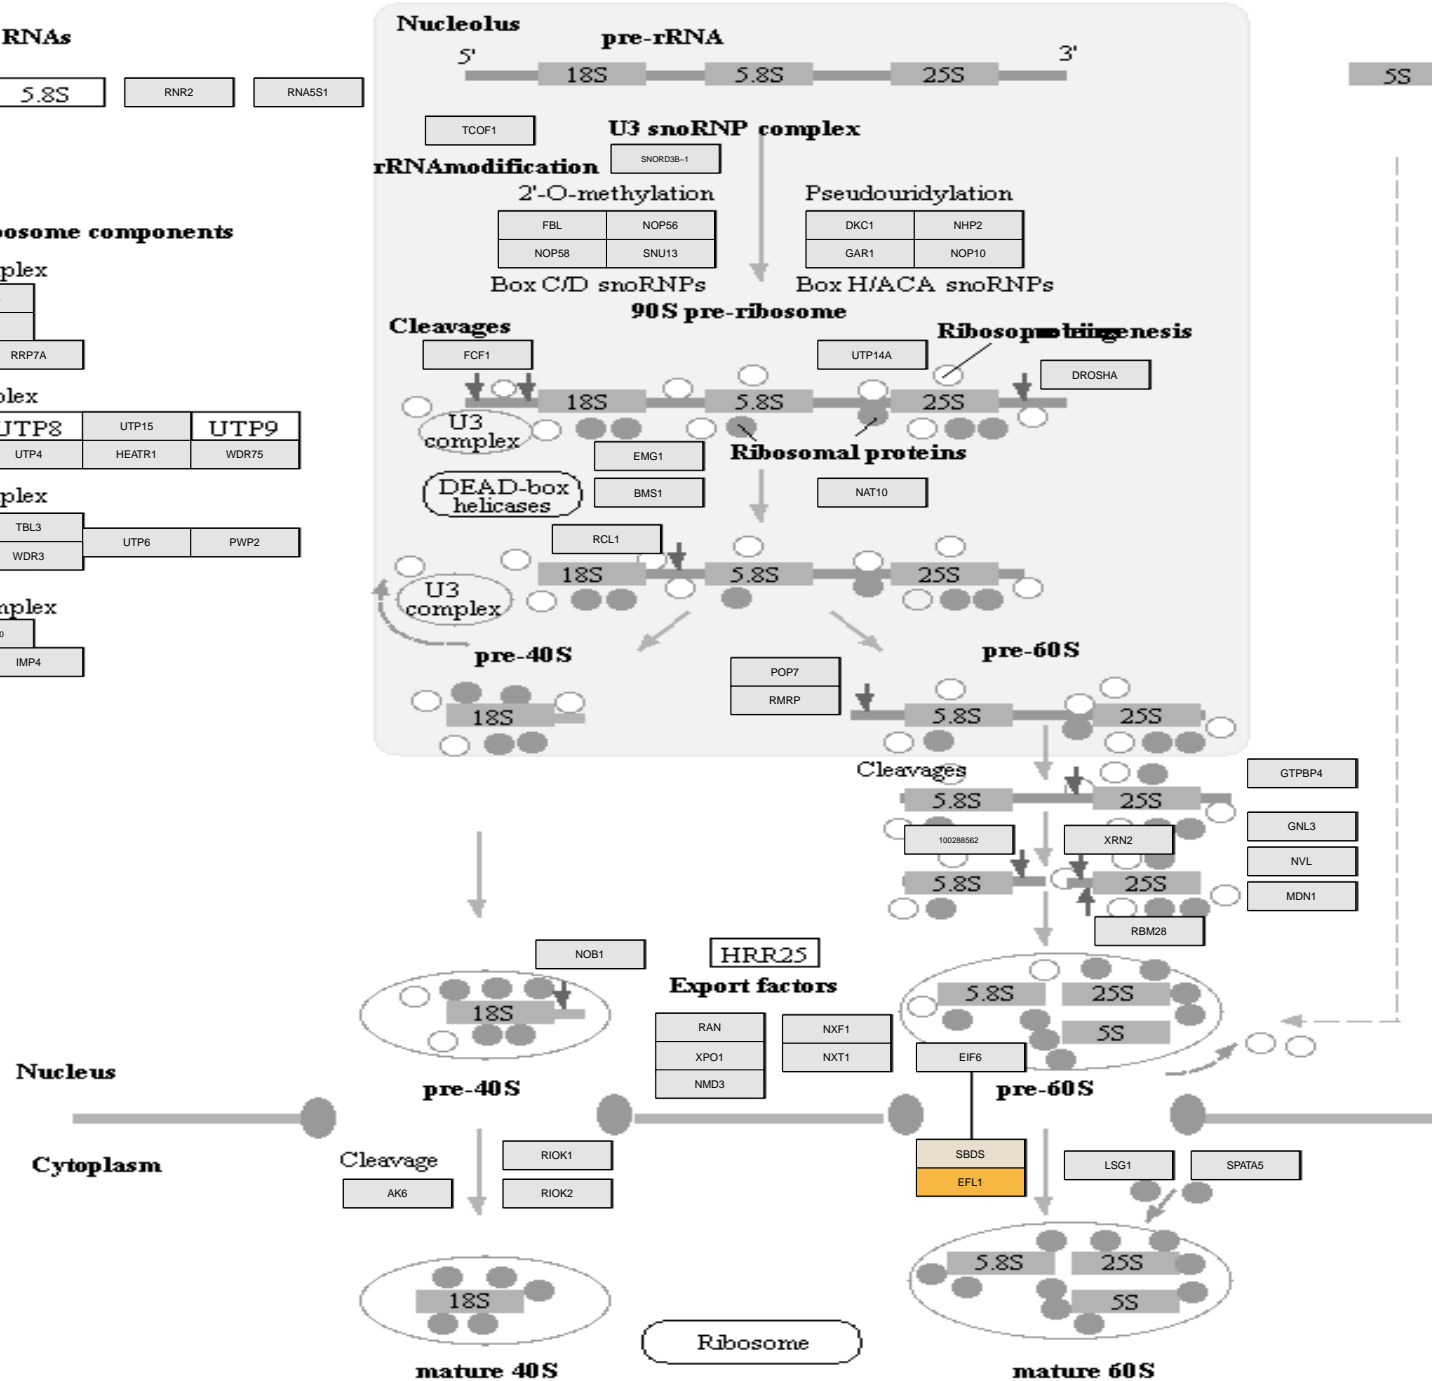 RNAs
5.8S
RNR2
RNA5S1
osome components
plex
RRP7A
plex
UTP8
UTP15
UTP9
UTP4
HEATR1
WDR75
plex
TBL3
WDR3
UTP6
PWP2
mplex
IMP4
Nucleolus
pre-rRNA
5'
3'
18S
5.8S
25S
5S
TCOF1
U3 snoRNP complex
rRNAmodification
SNORD3B-1
2'-O-methylation
Pseudouridylation
FBL
NOP56
NOP58
SNU13
DKC1
NHP2
GAR1
NOP10
Box C/D snoRNPs
Box H/ACA snoRNPs
90S pre-ribosome
Cleavages
FCF1
UTP14A
DROSHA
18S
5.8S
25S
U3
complex
Ribosomal proteins
EMG1
DEAD-box
helicases
BMS1
NAT10
RCL1
18S
5.8S
25S
U3
complex
pre-40S
pre-60S
POP7
RMRP
18S
5.8S
25S
Cleavages
GTPBP4
5.8S
25S
GNL3
100288562
XRN2
NVL
5.8S
25S
MDN1
RBM28
NOB1
HRR25
Export factors
18S
5.8S
25S
5S
RAN
XPO1
NMD3
NXF1
NXT1
EIF6
Nucleus
pre-40S
pre-60S
Cytoplasm
Cleavage
AK6
RIOK1
RIOK2
SBDS
EFL1
LSG1
SPATA5
18S
5.8S
25S
5S
Ribosome
mature 40S
mature 60S